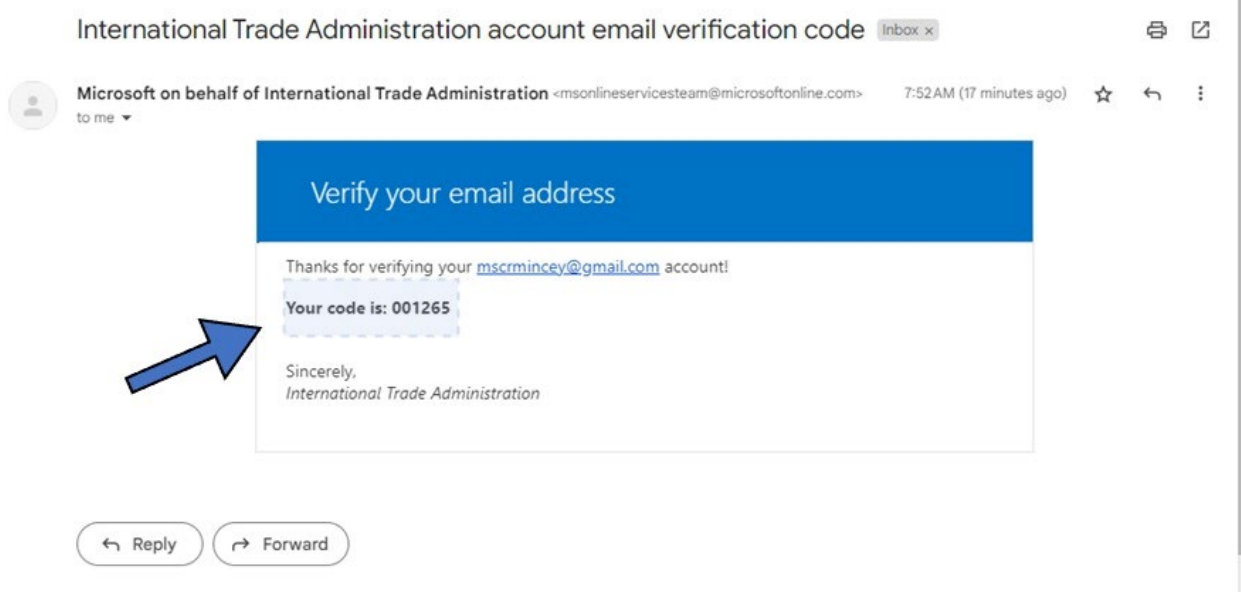 International Trade Administration account email verification code Inbox x
Microsoft on behalf of International Trade Administration <msonlineservicesteam@microsoftonline.com> 7:52 AM (17 minutes ago)
to me
Verify your email address
Thanks for verifying your mscrmincey@gmail.com account!
Your code is: 001265
Sincerely,
International Trade Administration
Reply Forward